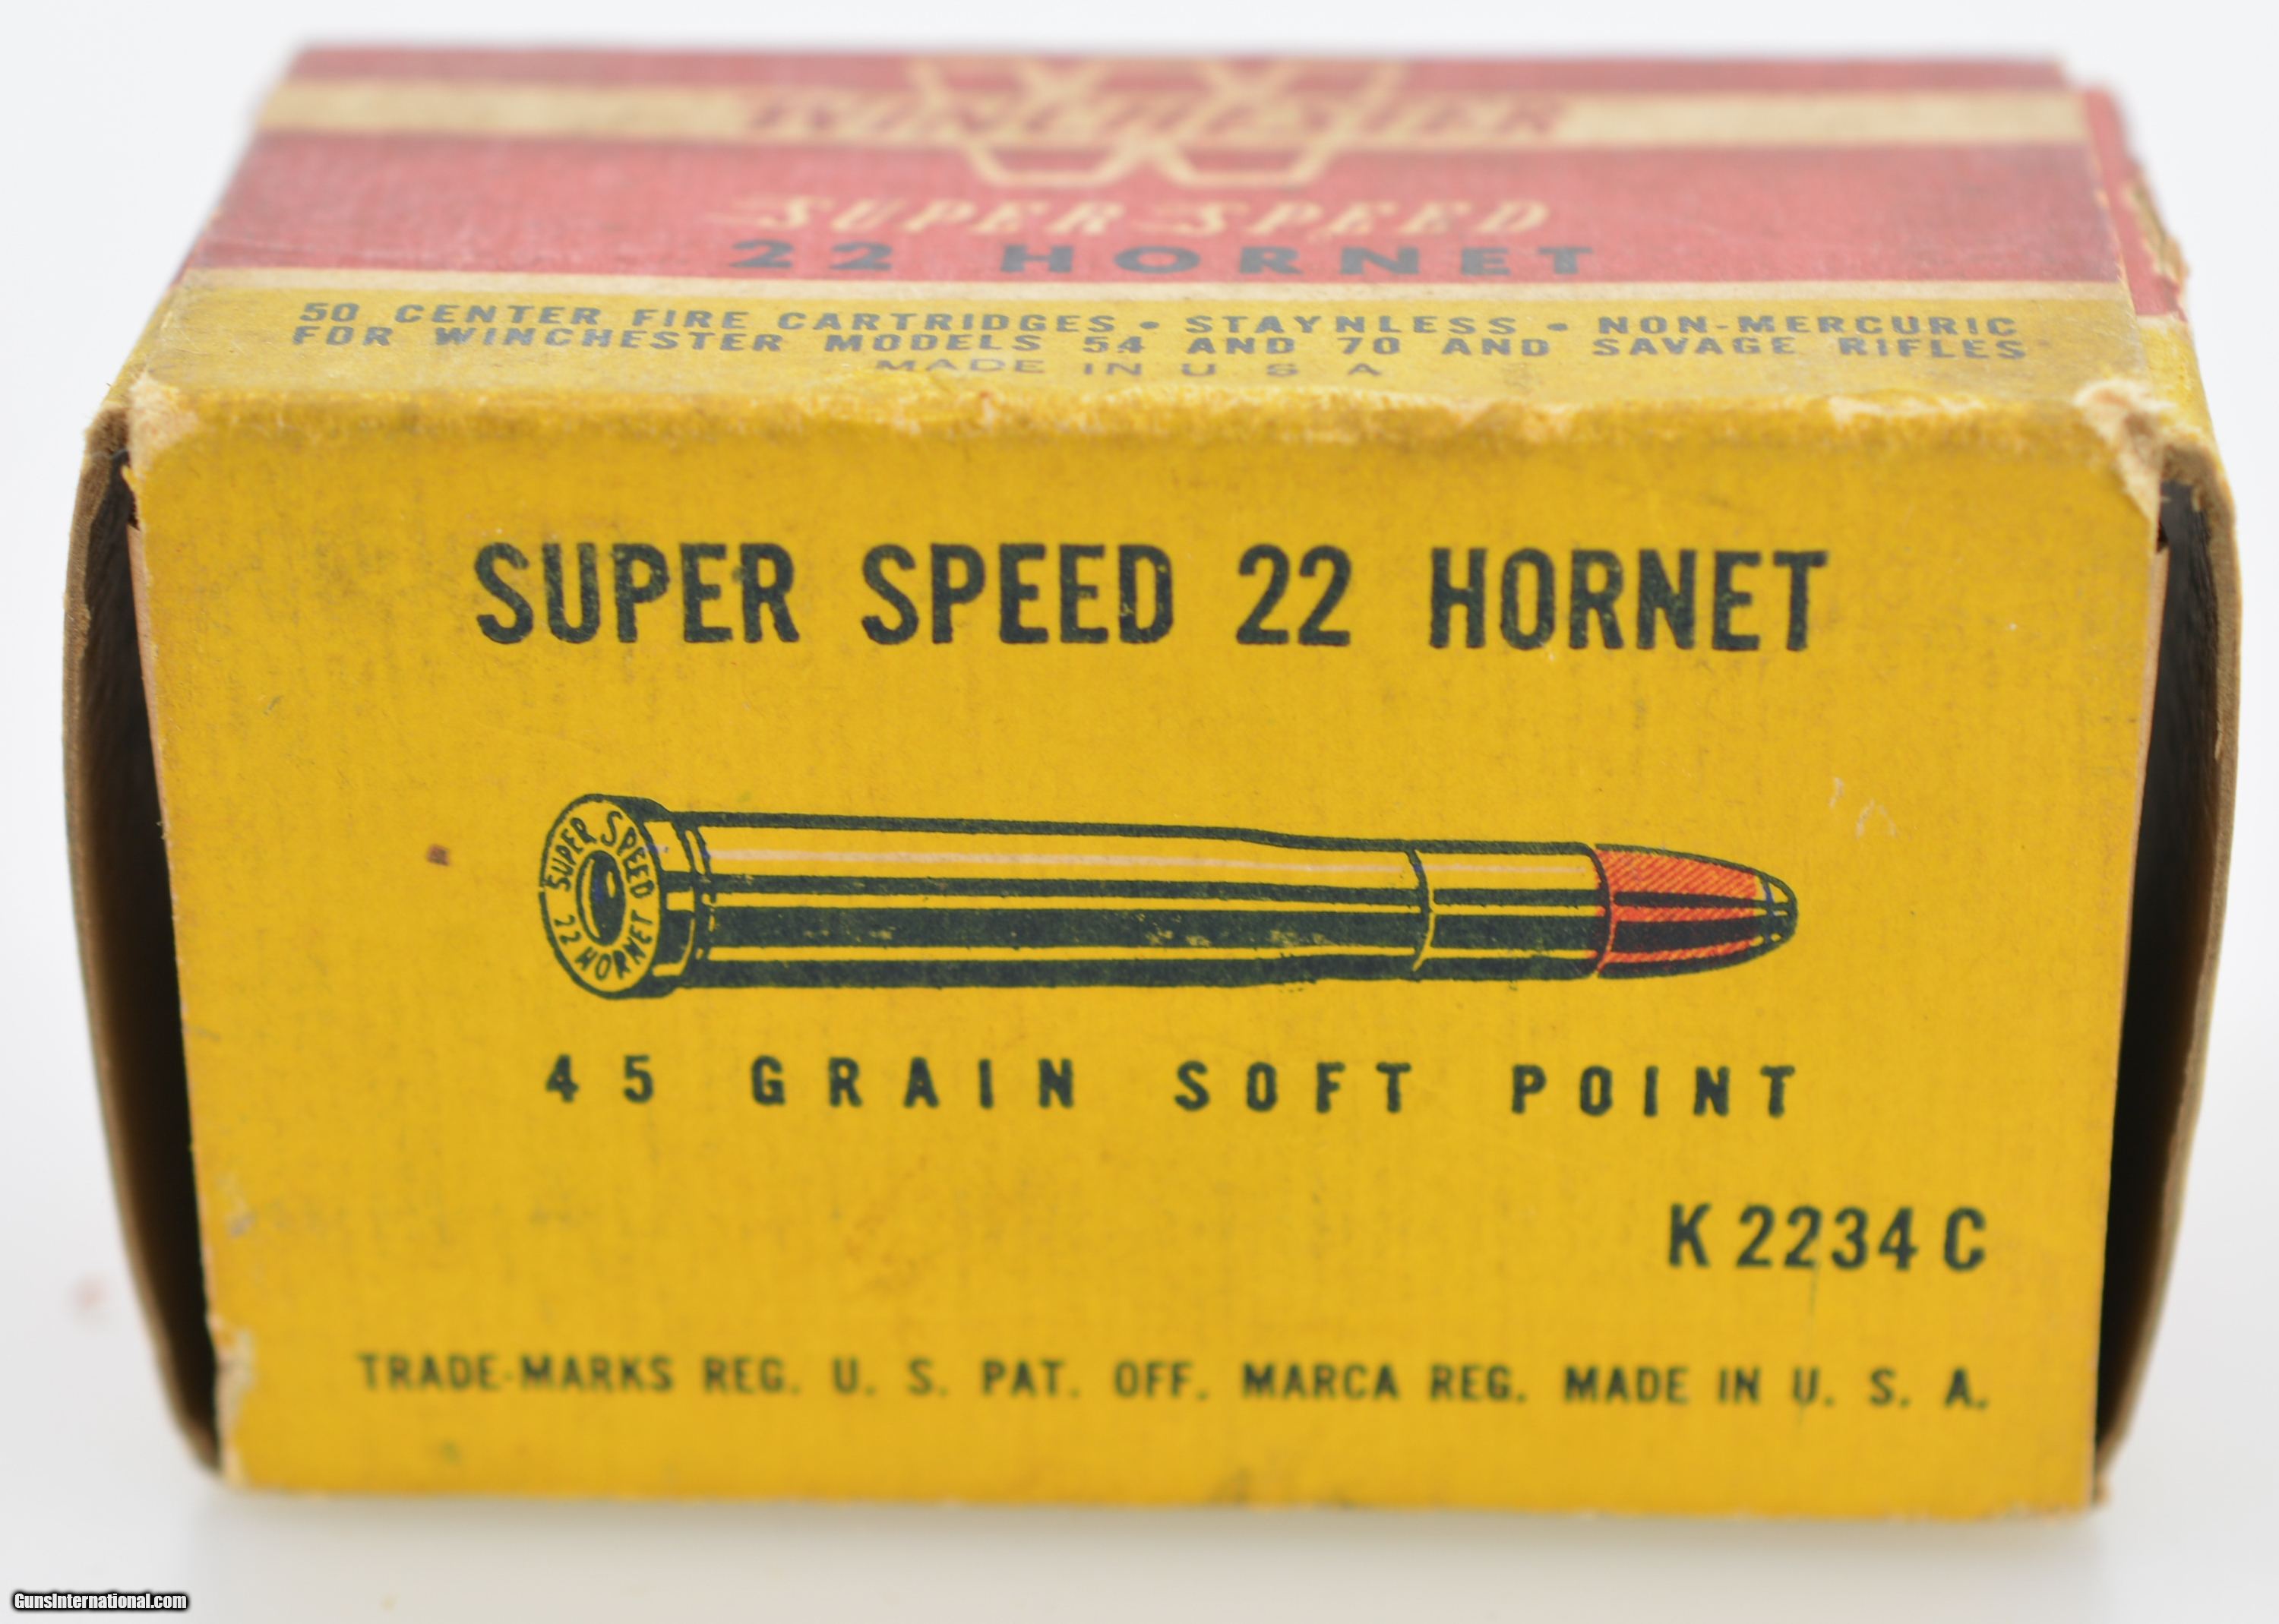 WINCHESTER
SUPER-SPEED
22 HORNET
50 CENTER FIRE CARTRIDGES • STAYNLESS • NON-MERCURIC
FOR WINCHESTER MODELS 54 AND 70 AND SAVAGE RIFLES
MADE IN U S A
SUPER SPEED 22 HORNET
SUPER SPEED
22 HORNET
45 GRAIN SOFT POINT
K2234C
TRADE-MARKS REG. U. S. PAT. OFF. MARCA REG. MADE IN U. S. A.
GunsInternational.com